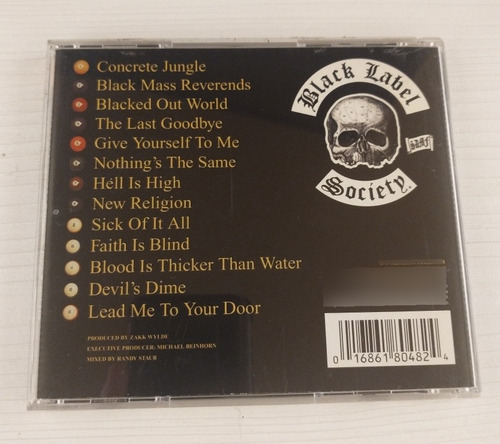 Concrete Jungle
Black Mass Reverends
Blacked Out World
The Last Goodbye
Give Yourself To Me
Nothing's The Same
Hell Is High
New Religion
Sick Of It All
Faith Is Blind
Blood Is Thicker Than Water
Devil's Dime
Lead Me To Your Door
PRODUCED BY ZAKK WYLDE
EXECUTIVE PRODUCER: MICHAEL BEINHORN
MIXED BY RANDY STAUB
Black Label
Society
0 16861 80482 4